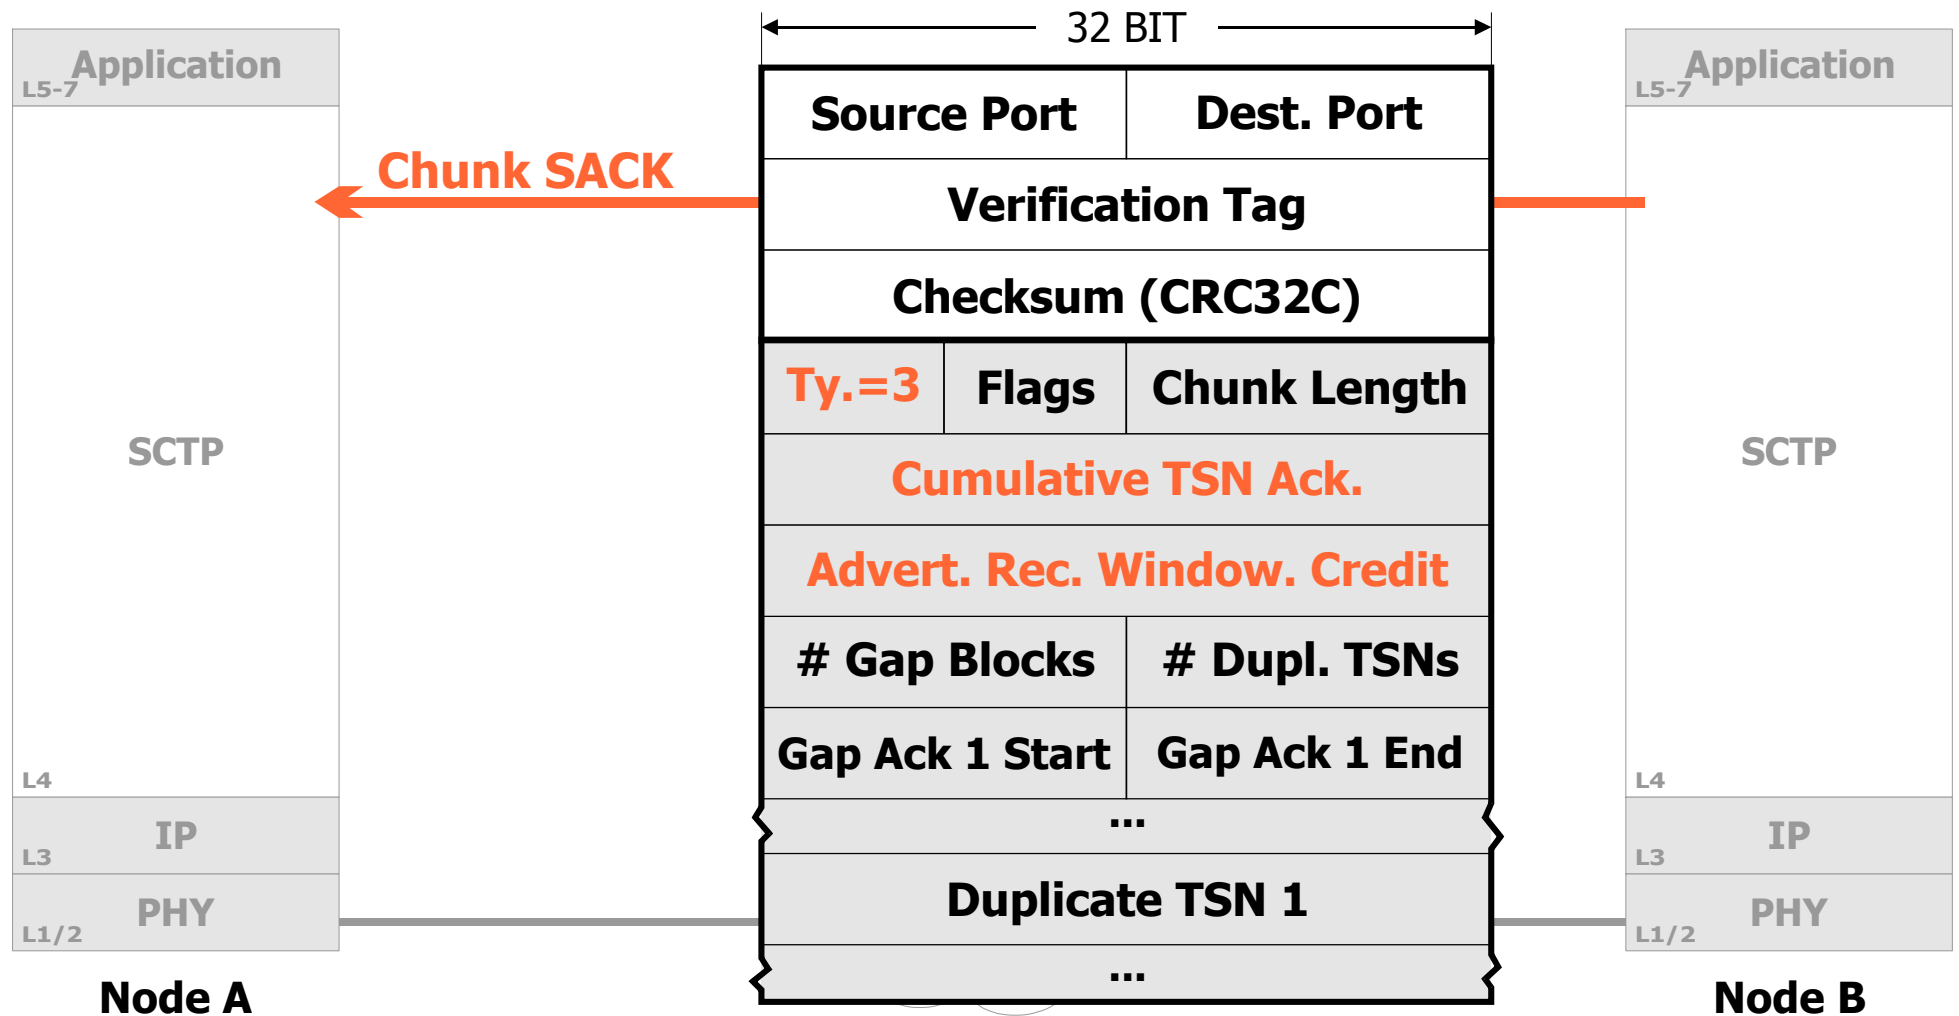 32 BIT
Application
L5-7
SCTP
L4
IP
L3
PHY
L1/2
Node A
Chunk SACK
Source Port
Dest. Port
Verification Tag
Checksum (CRC32C)
Ty.=3
Flags
Chunk Length
Cumulative TSN Ack.
Advert. Rec. Window. Credit
# Gap Blocks
# Dupl. TSNs
Gap Ack 1 Start
Gap Ack 1 End
...
Duplicate TSN 1
...
Application
L5-7
SCTP
L4
IP
L3
PHY
L1/2
Node B